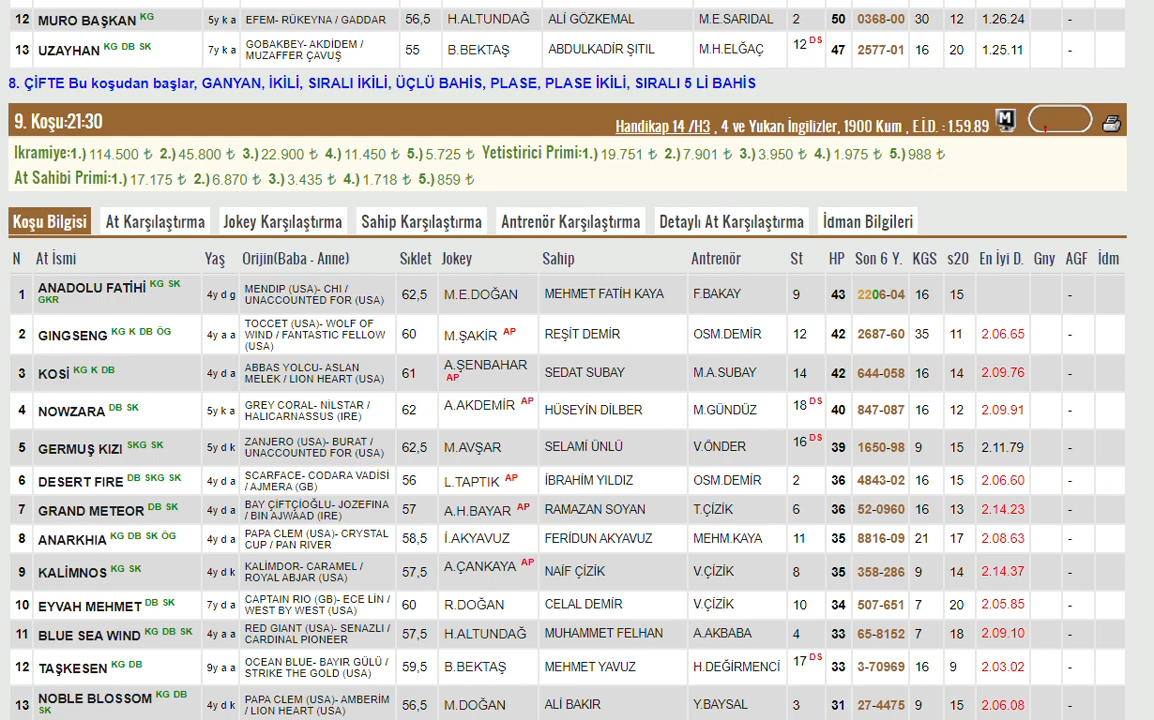 12 MURO BAŞKAN KG 5y k a EFEM- RÜKEYNA / GADDAR 56,5 H.ALTUNDAĞ ALİ GÖZKEMAL M.E.SARIDAL 2 50 0368-00 30 12 1.26.24 -
13 UZAYHAN KG DB SK 7y k a GOBAKBEY- AKDİDEM / MUZAFFER ÇAVUŞ 55 B.BEKTAŞ ABDULKADİR ŞITIL M.H.ELĞAÇ 12 DS 47 2577-01 16 20 1.25.11 -
8. ÇİFTE Bu koşudan başlar, GANYAN, İKİLİ, SIRALI İKİLİ, ÜÇLÜ BAHİS, PLASE, PLASE İKİLİ, SIRALI 5 Lİ BAHİS
9. Koşu:21:30 Handikap 14 /H3 , 4 ve Yukarı İngilizler, 1900 Kum , E.İ.D. : 1.59.89 M
Ikramiye:1.) 114.500 ₺ 2.) 45.800 ₺ 3.) 22.900 ₺ 4.) 11.450 ₺ 5.) 5.725 ₺ Yetistirici Primi:1.) 19.751 ₺ 2.) 7.901 ₺ 3.) 3.950 ₺ 4.) 1.975 ₺ 5.) 988 ₺
At Sahibi Primi:1.) 17.175 ₺ 2.) 6.870 ₺ 3.) 3.435 ₺ 4.) 1.718 ₺ 5.) 859 ₺
Koşu Bilgisi At Karşılaştırma Jokey Karşılaştırma Sahip Karşılaştırma Antrenör Karşılaştırma Detaylı At Karşılaştırma İdman Bilgileri
N At İsmi Yaş Orijin(Baba - Anne) Sıklet Jokey Sahip Antrenör St HP Son 6 Y. KGS s20 En İyi D. Gny AGF İdm
1 ANADOLU FATİHİ KG SK GKR 4y d g MENDIP (USA)- CHI / UNACCOUNTED FOR (USA) 62,5 M.E.DOĞAN MEHMET FATİH KAYA F.BAKAY 9 43 2206-04 16 15 -
2 GINGSENG KG K DB ÖG 4y a a TOCCET (USA)- WOLF OF WIND / FANTASTIC FELLOW (USA) 60 M.ŞAKİR AP REŞİT DEMİR OSM.DEMİR 12 42 2687-60 35 11 2.06.65 -
3 KOSİ KG K DB 4y d a ABBAS YOLCU- ASLAN MELEK / LION HEART (USA) 61 A.ŞENBAHAR AP SEDAT SUBAY M.A.SUBAY 14 42 644-058 16 14 2.09.76 -
4 NOWZARA DB SK 5y k a GREY CORAL- NİLSTAR / HALICARNASSUS (IRE) 62 A.AKDEMİR AP HÜSEYİN DİLBER M.GÜNDÜZ 18 DS 40 847-087 16 12 2.09.91 -
5 GERMUŞ KIZI SKG SK 5y d k ZANJERO (USA)- BURAT / UNACCOUNTED FOR (USA) 62,5 M.AVŞAR SELAMİ ÜNLÜ V.ÖNDER 16 DS 39 1650-98 9 15 2.11.79 -
6 DESERT FIRE DB SKG SK 4y d a SCARFACE- CODARA VADİSİ / AJMERA (GB) 56 L.TAPTIK AP İBRAHİM YILDIZ OSM.DEMİR 2 36 4843-02 16 15 2.06.60 -
7 GRAND METEOR DB SK 4y d a BAY ÇİFTÇİOĞLU- JOZEFINA / BIN AJWAAD (IRE) 57 A.H.BAYAR AP RAMAZAN SOYAN T.ÇİZİK 6 36 52-0960 16 13 2.14.23 -
8 ANARKHIA KG DB SK ÖG 4y d a PAPA CLEM (USA)- CRYSTAL CUP / PAN RIVER 58,5 İ.AKYAVUZ FERİDUN AKYAVUZ MEHM.KAYA 11 35 8816-09 21 17 2.08.63 -
9 KALİMNOS KG SK 4y d k KALIMDOR- CARAMEL / ROYAL ABJAR (USA) 57,5 A.ÇANKAYA AP NAİF ÇİZİK V.ÇİZİK 8 35 358-286 9 14 2.14.37 -
10 EYVAH MEHMET DB SK 7y d a CAPTAIN RIO (GB)- ECE LİN / WEST BY WEST (USA) 60 R.DOĞAN CELAL DEMİR V.ÇİZİK 10 34 507-651 7 20 2.05.85 -
11 BLUE SEA WIND KG DB SK 4y a a RED GIANT (USA)- SENAZLI / CARDINAL PIONEER 57,5 H.ALTUNDAĞ MUHAMMET FELHAN A.AKBABA 4 33 65-8152 7 18 2.09.10 -
12 TAŞKESEN KG DB 9y a a OCEAN BLUE- BAYIR GÜLÜ / STRIKE THE GOLD (USA) 59,5 B.BEKTAŞ MEHMET YAVUZ H.DEĞİRMENCİ 17 DS 33 3-70969 16 9 2.03.02 -
13 NOBLE BLOSSOM KG DB SK 4y d k PAPA CLEM (USA)- AMBERİM / LION HEART (USA) 56,5 M.DOĞAN ALİ BAKIR Y.BAYSAL 3 31 27-4475 9 15 2.06.08 -